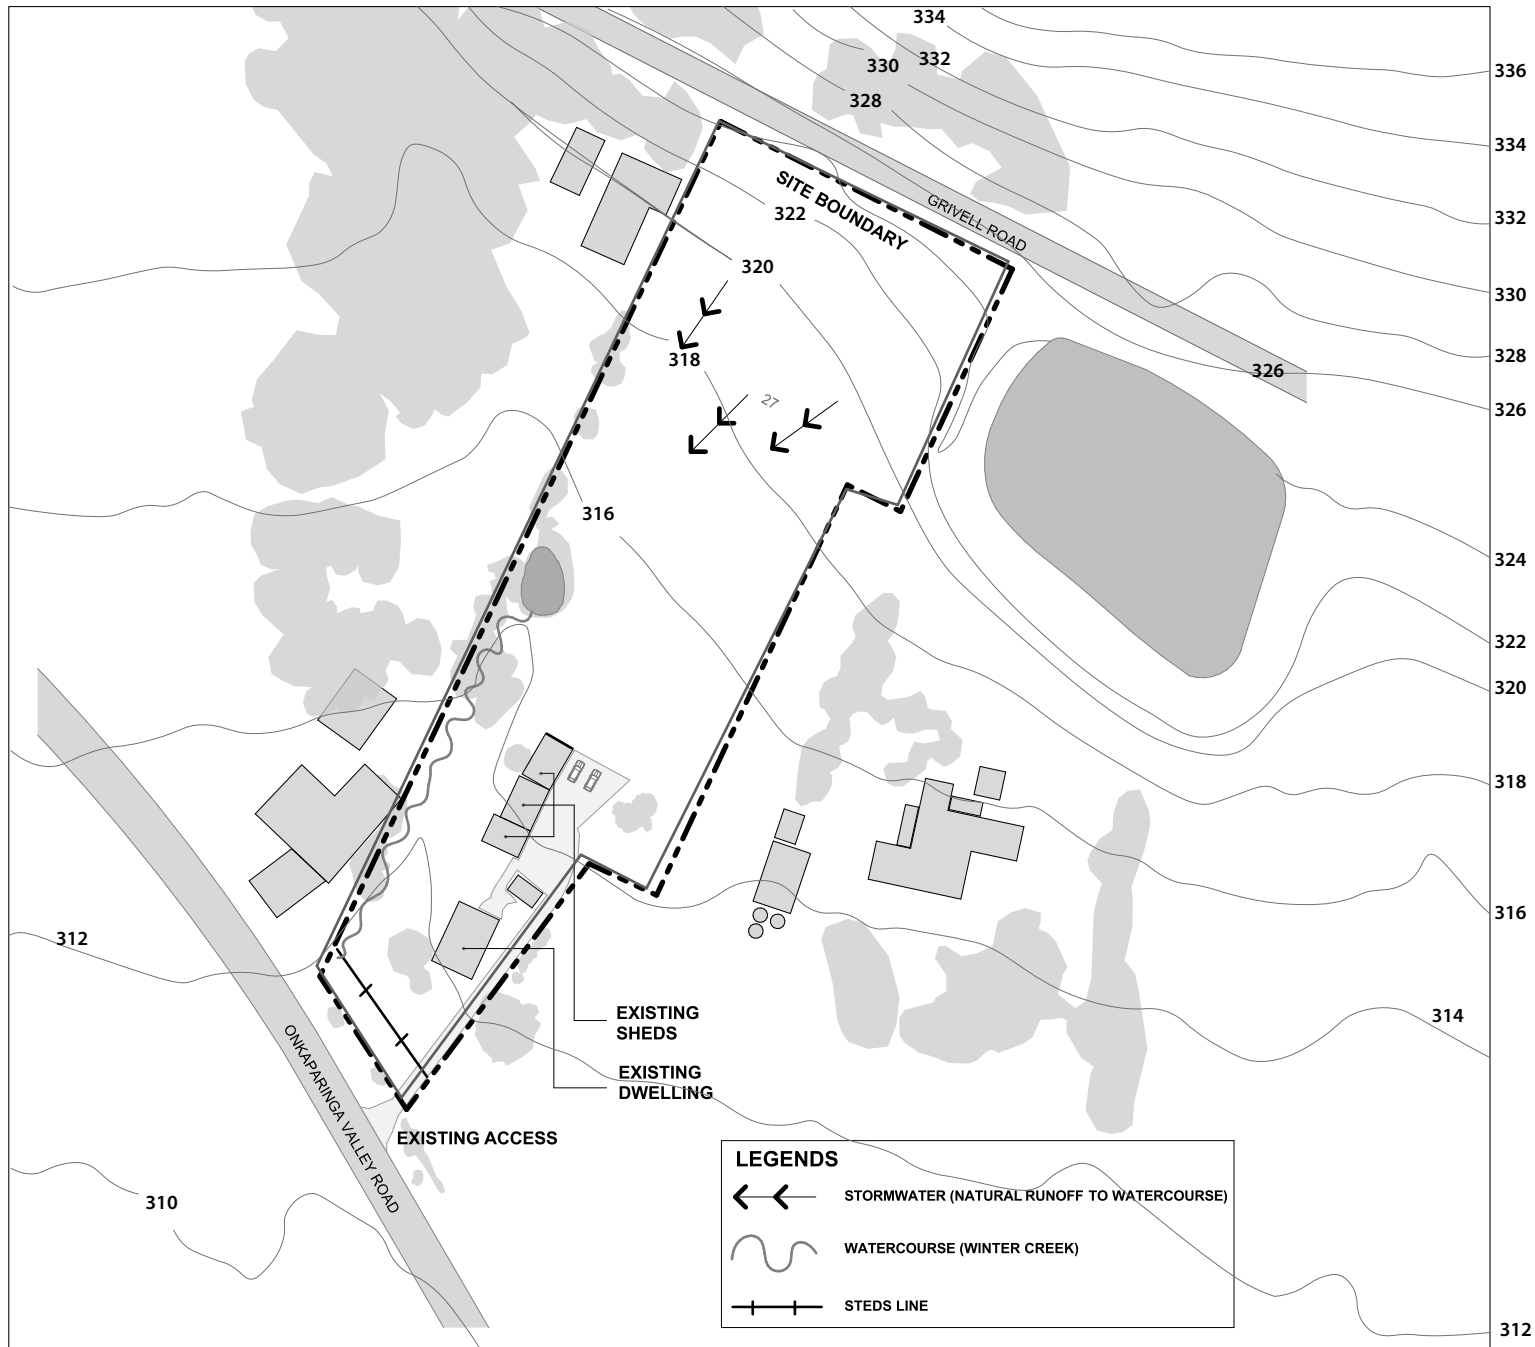 334
332
330
336
328
334
SITE BOUNDARY
GRIVELL ROAD
322
332
320
330
318
328
326
326
27
316
324
322
320
318
316
312
314
EXISTING
SHEDS
EXISTING
DWELLING
ONKAPARINGA VALLEY ROAD
EXISTING ACCESS
310
LEGENDS
STORMWATER (NATURAL RUNOFF TO WATERCOURSE)
WATERCOURSE (WINTER CREEK)
STEDS LINE
312